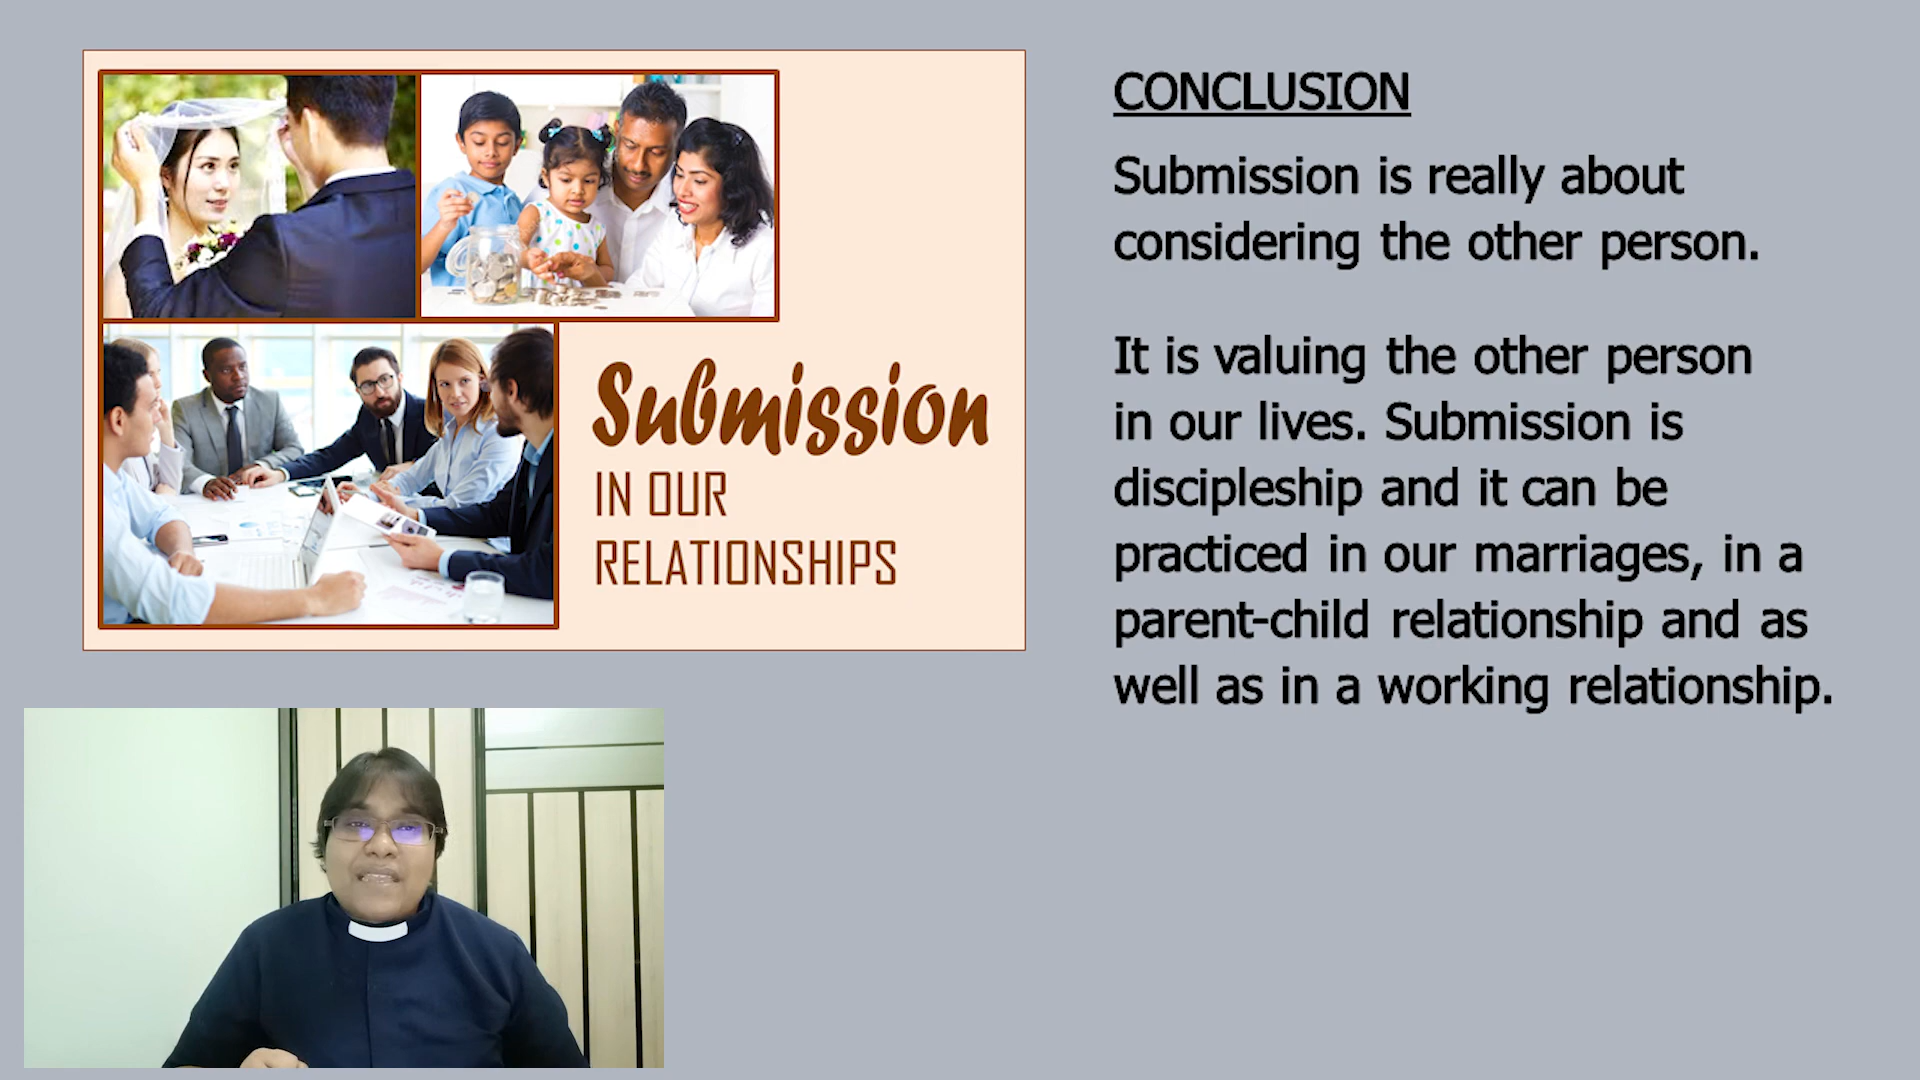 Submission
IN OUR
RELATIONSHIPS
CONCLUSION
Submission is really about
considering the other person.
It is valuing the other person
in our lives. Submission is
discipleship and it can be
practiced in our marriages, in a
parent-child relationship and as
well as in a working relationship.